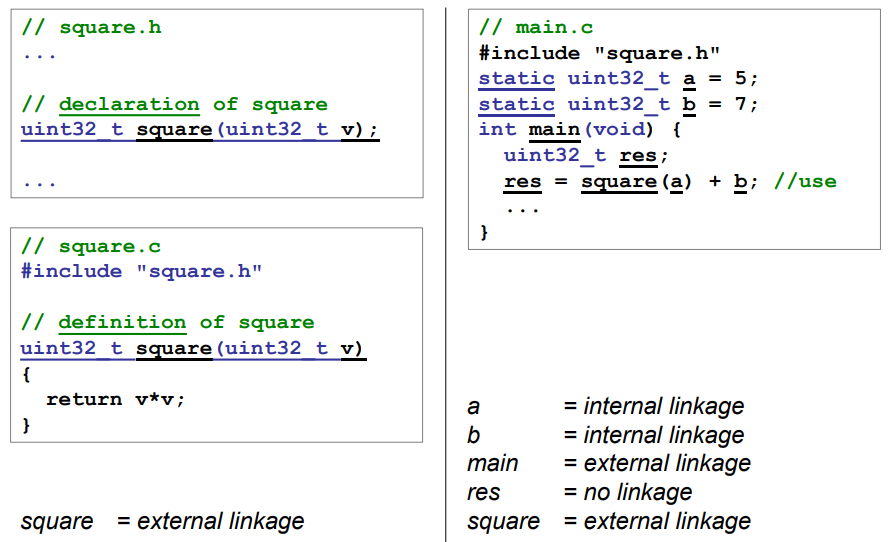 // square.h
...
// declaration of square
uint32_t square(uint32_t v);
...
// square.c
#include "square.h"
// definition of square
uint32_t square(uint32_t v)
{
return v*v;
}
square = external linkage
// main.c
#include "square.h"
static uint32_t a = 5;
static uint32_t b = 7;
int main(void) {
uint32_t res;
res = square(a) + b; //use
...
}
a = internal linkage
b = internal linkage
main = external linkage
res = no linkage
square = external linkage